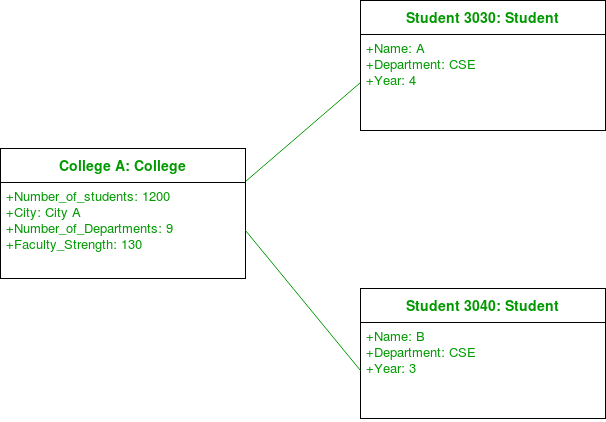 Student 3030: Student
+Name: A
+Department: CSE
+Year: 4
College A: College
+Number_of_students: 1200
+City: City A
+Number_of_Departments: 9
+Faculty_Strength: 130
Student 3040: Student
+Name: B
+Department: CSE
+Year: 3